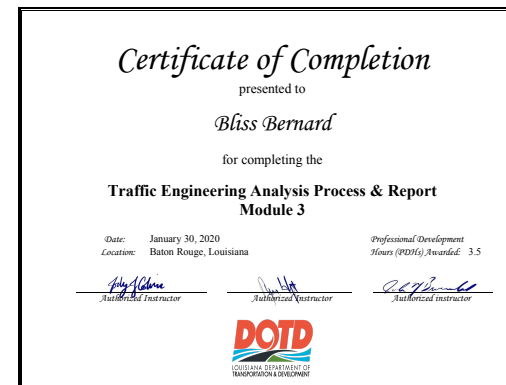 Certificate of Completion
presented to
Bliss Bernard
for completing the
Traffic Engineering Analysis Process & Report
Module 3
Date: January 30, 2020
Location: Baton Rouge, Louisiana
Professional Development
Hours (PDHs) Awarded: 3.5
Authorized Instructor
Authorized Instructor
Authorized instructor
DOTD
LOUISIANA DEPARTMENT OF
TRANSPORTATION & DEVELOPMENT